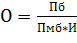 О = Пб / Пмб*И